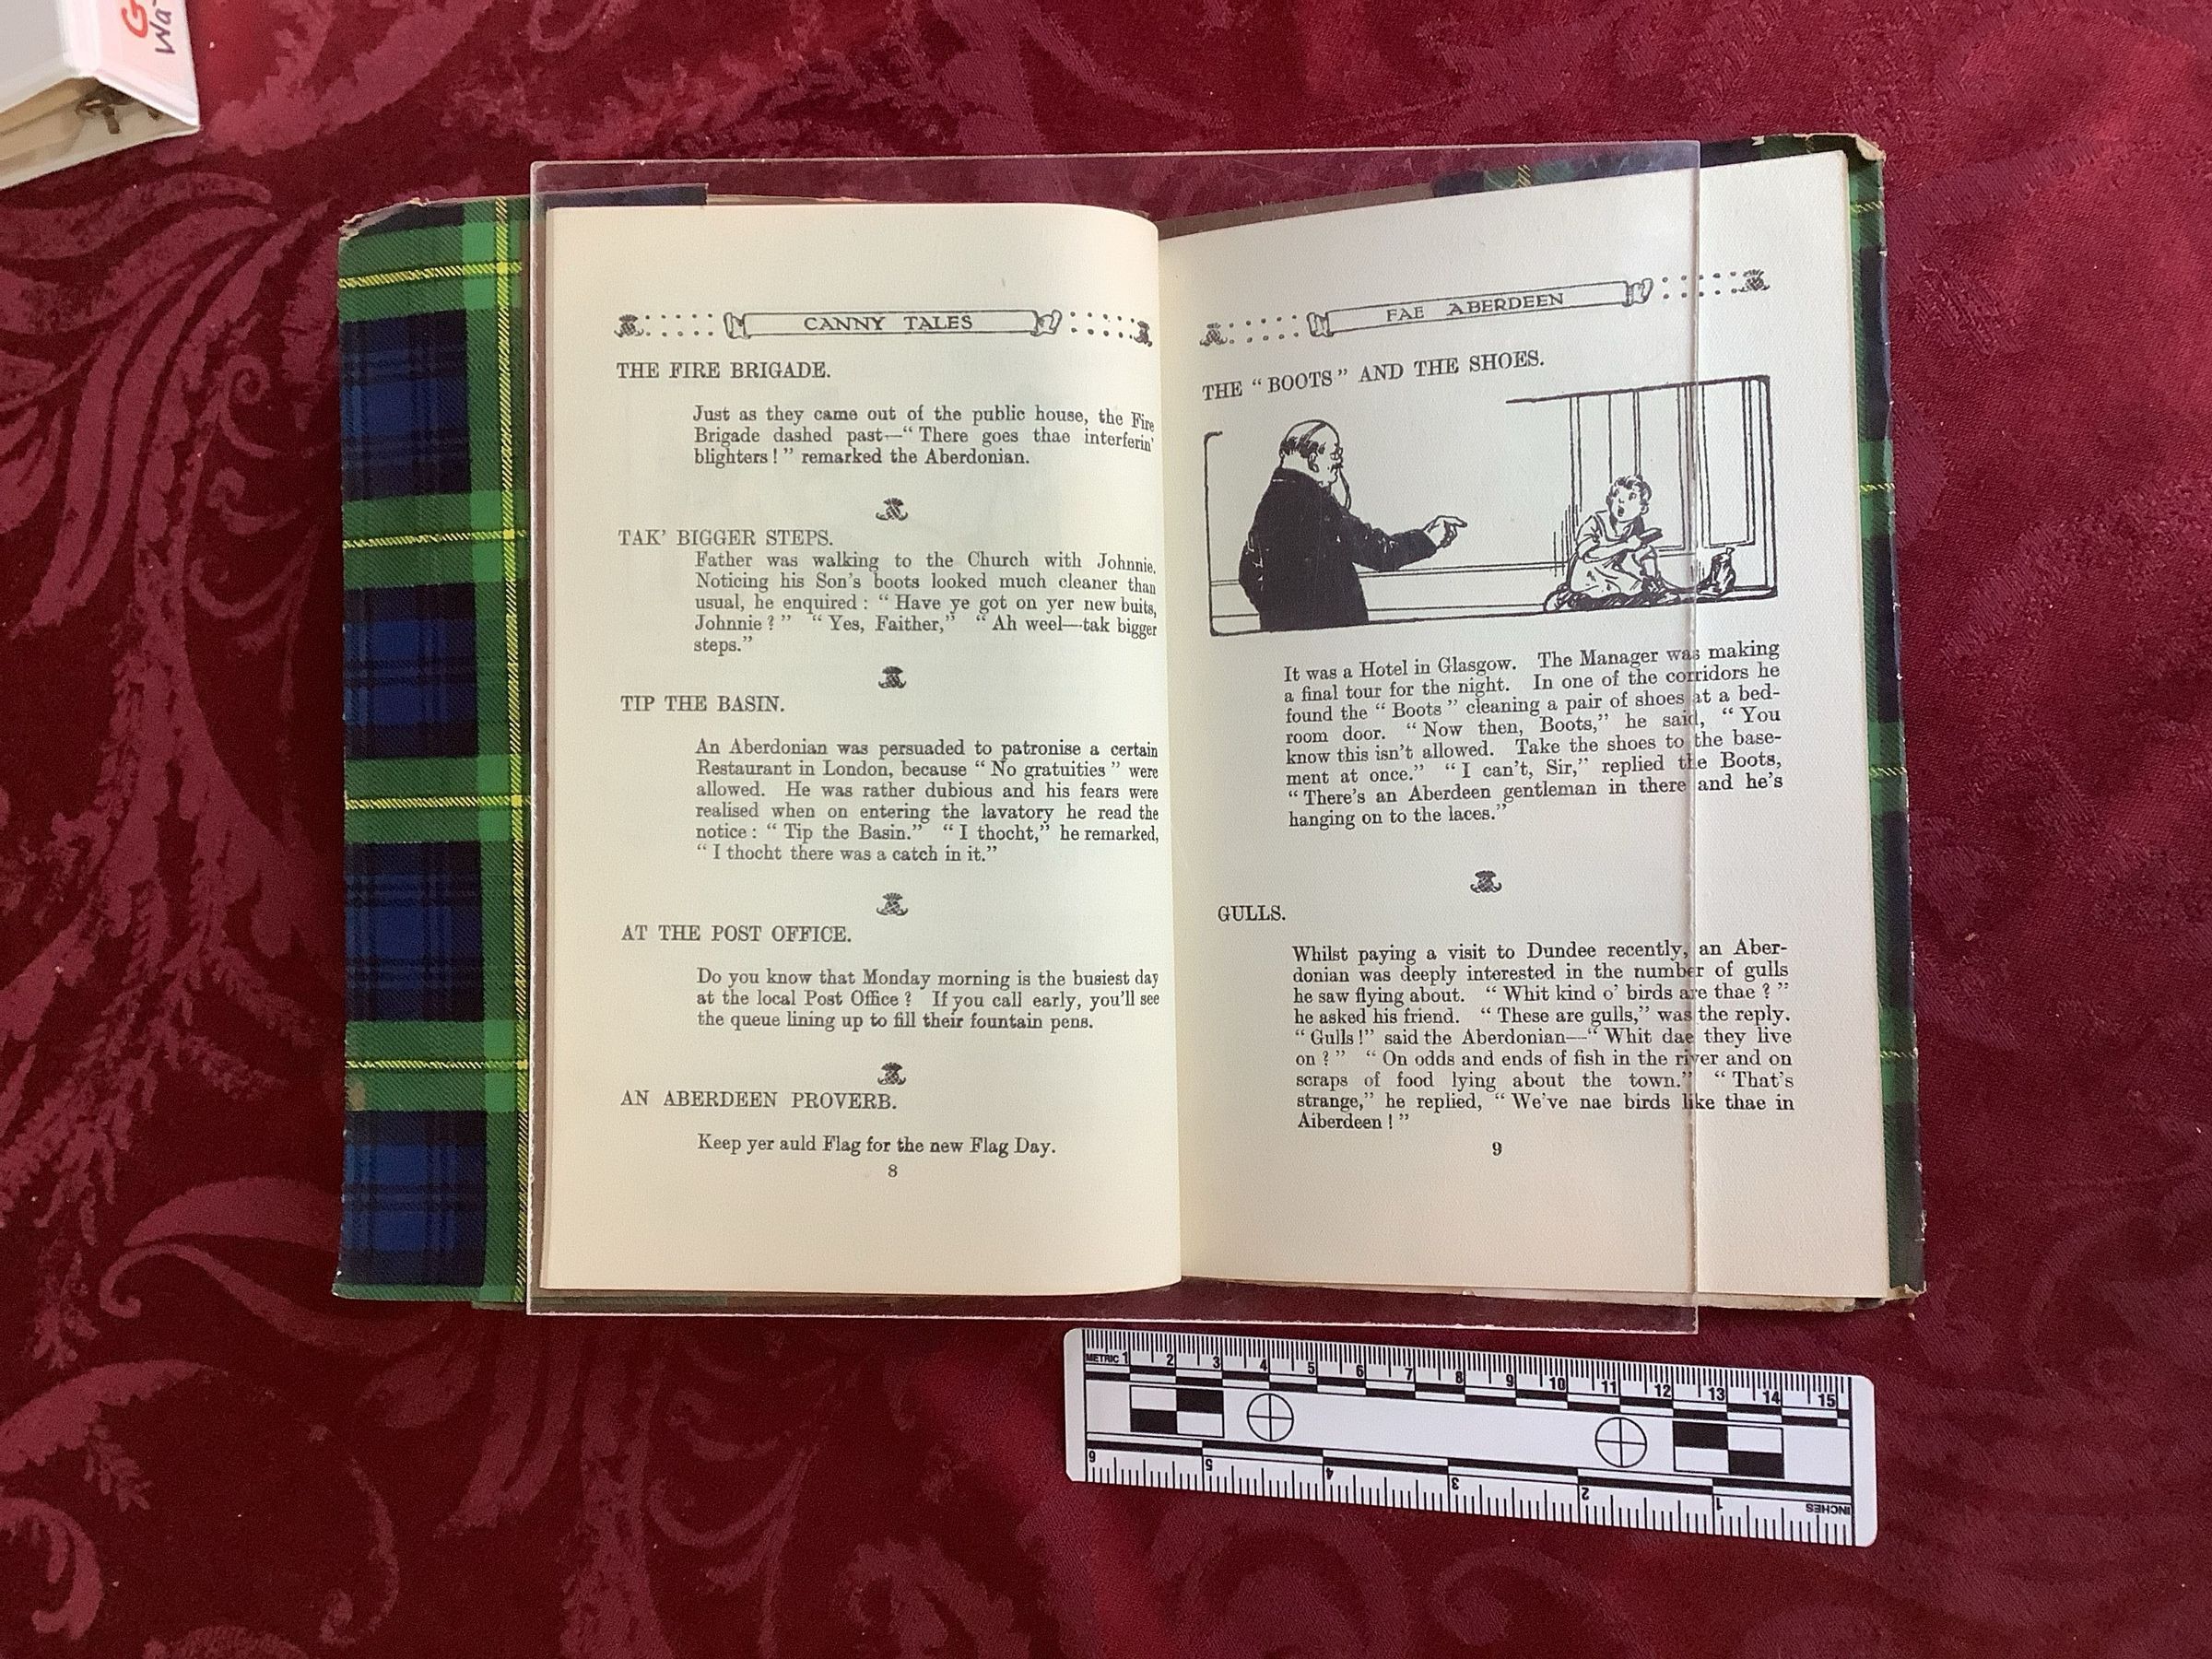 CANNY TALES
THE FIRE BRIGADE.
Just as they came out of the public house, the Fire
Brigade dashed past—“There goes thae interferin’
blighters!” remarked the Aberdonian.
TAK’ BIGGER STEPS.
Father was walking to the Church with Johnnie.
Noticing his Son’s boots looked much cleaner than
usual, he enquired: “Have ye got on yer new buits,
Johnnie?” “Yes, Faither,” “Ah weel—tak bigger
steps.”
TIP THE BASIN.
An Aberdonian was persuaded to patronise a certain
Restaurant in London, because “No gratuities” were
allowed. He was rather dubious and his fears were
realised when on entering the lavatory he read the
notice: “Tip the Basin.” “I thocht,” he remarked,
“I thocht there was a catch in it.”
AT THE POST OFFICE.
Do you know that Monday morning is the busiest day
at the local Post Office? If you call early, you’ll see
the queue lining up to fill their fountain pens.
AN ABERDEEN PROVERB.
Keep yer auld Flag for the new Flag Day.
8
FAE ABERDEEN
THE “BOOTS” AND THE SHOES.
It was a Hotel in Glasgow. The Manager was making
a final tour for the night. In one of the corridors he
found the “Boots” cleaning a pair of shoes at a bed-
room door. “Now then, Boots,” he said, “You
know this isn’t allowed. Take the shoes to the base-
ment at once.” “I can’t, Sir,” replied the Boots,
“There’s an Aberdeen gentleman in there and he’s
hanging on to the laces.”
GULLS.
Whilst paying a visit to Dundee recently, an Aber-
donian was deeply interested in the number of gulls
he saw flying about. “Whit kind o’ birds are thae?”
he asked his friend. “These are gulls,” was the reply.
“Gulls!” said the Aberdonian—“Whit dae they live
on?” “On odds and ends of fish in the river and on
scraps of food lying about the town.” “That’s
strange,” he replied, “We’ve nae birds like thae in
Aiberdeen!”
9
METRIC 1 2 3 4 5 6 7 8 9 10 11 12 13 14 15
6 5 4 3 2 1 INCHES